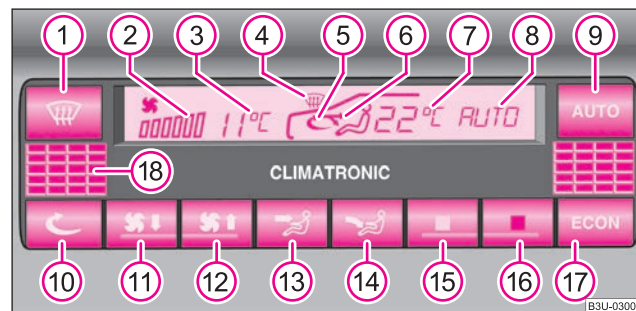 1 2 3 4 5 6 7 8 9
11°C 22°C AUTO AUTO
18
CLIMATRONIC
ECON
10 11 12 13 14 15 16 17
B3U-0300